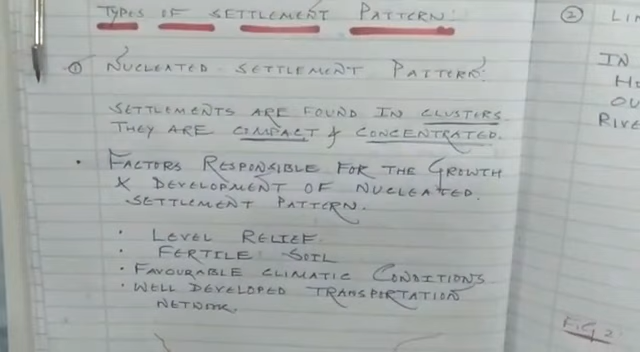 TYPES OF SETTLEMENT PATTERN:
① NUCLEATED SETTLEMENT PATTERN:
SETTLEMENTS ARE FOUND IN CLUSTERS.
THEY ARE COMPACT & CONCENTRATED.
• FACTORS RESPONSIBLE FOR THE GROWTH
& DEVELOPMENT OF NUCLEATED.
SETTLEMENT PATTERN.
• LEVEL RELIEF.
• FERTILE SOIL
• FAVOURABLE CLIMATIC CONDITIONS.
• WELL DEVELOPED TRANSPORTATION
NETWORK.
②
IN
RIVE
FIG 2